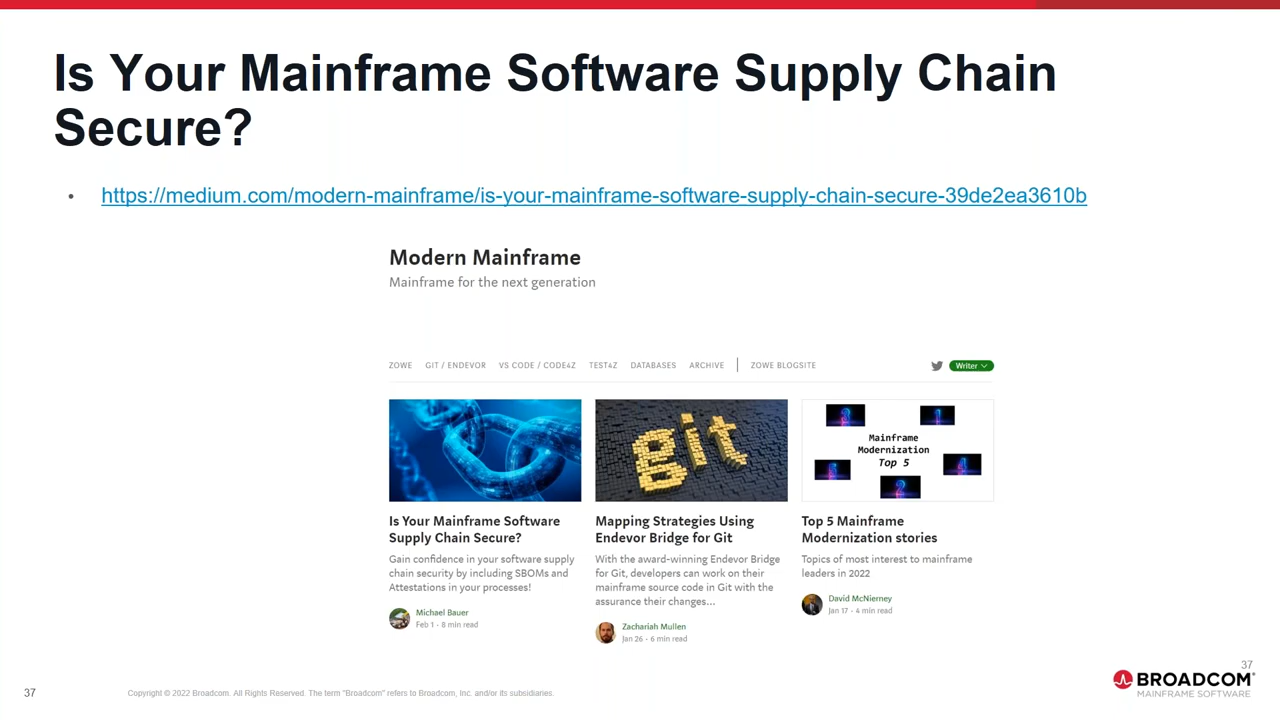 Is Your Mainframe Software Supply Chain
Secure?
• https://medium.com/modern-mainframe/is-your-mainframe-software-supply-chain-secure-39de2ea3610b
Modern Mainframe
Mainframe for the next generation
ZOWE GIT / ENDEVOR VS CODE / CODE4Z TEST4Z DATABASES ARCHIVE ZOWE BLOGSITE Writer
git
Mainframe
Modernization
Top 5
Is Your Mainframe Software
Supply Chain Secure?
Gain confidence in your software supply
chain security by including SBOMs and
Attestations in your processes!
Michael Bauer
Feb 1 · 8 min read
Mapping Strategies Using
Endevor Bridge for Git
With the award-winning Endevor Bridge
for Git, developers can work on their
mainframe source code in Git with the
assurance their changes...
Zachariah Mullen
Jan 26 · 6 min read
Top 5 Mainframe
Modernization stories
Topics of most interest to mainframe
leaders in 2022
David McNierney
Jan 17 · 4 min read
37
37
Copyright © 2022 Broadcom. All Rights Reserved. The term "Broadcom" refers to Broadcom, Inc. and/or its subsidiaries.
BROADCOM
MAINFRAME SOFTWARE